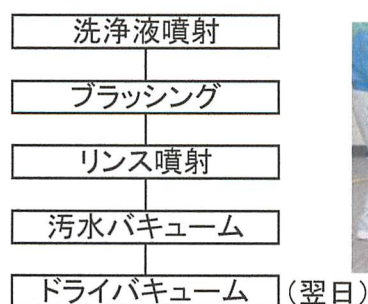 洗浄液噴射
ブラッシング
リンス噴射
汚水バキューム
ドライバキューム (翌日)